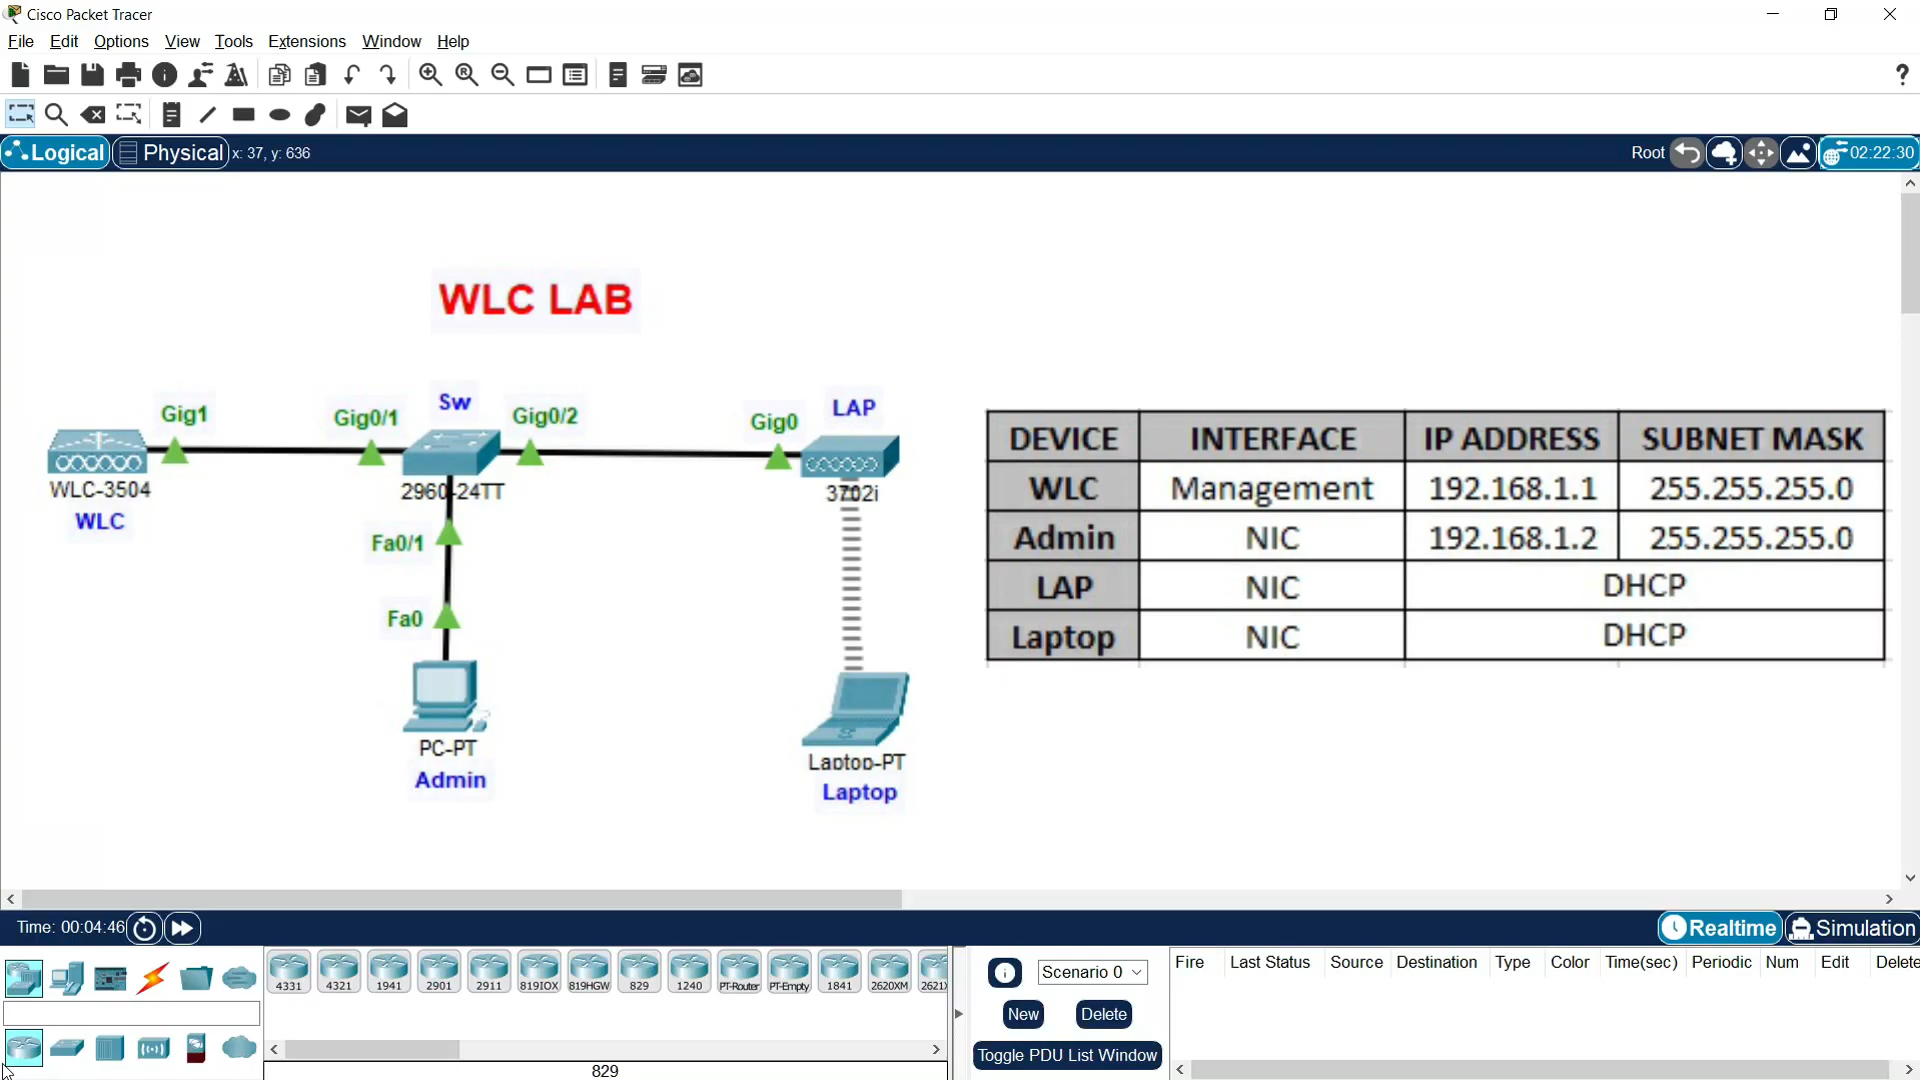 Cisco Packet Tracer
File Edit Options View Tools Extensions Window Help
?
Logical Physical x: 37, y: 636 Root 02:22:30
WLC LAB
Gig1 Gig0/1 Sw Gig0/2 Gig0 LAP
WLC-3504 2960-24TT 3702i
WLC
Fa0/1
Fa0
PC-PT
Admin
Laptop-PT
Laptop
DEVICE INTERFACE IP ADDRESS SUBNET MASK
WLC Management 192.168.1.1 255.255.255.0
Admin NIC 192.168.1.2 255.255.255.0
LAP NIC DHCP
Laptop NIC DHCP
Time: 00:04:46 Realtime Simulation
4331 4321 1941 2901 2911 819IOX 819HGW 829 1240 PT-Router PT-Empty 1841 2620XM 2621X
829
Scenario 0
New Delete
Toggle PDU List Window
Fire Last Status Source Destination Type Color Time(sec) Periodic Num Edit Delete